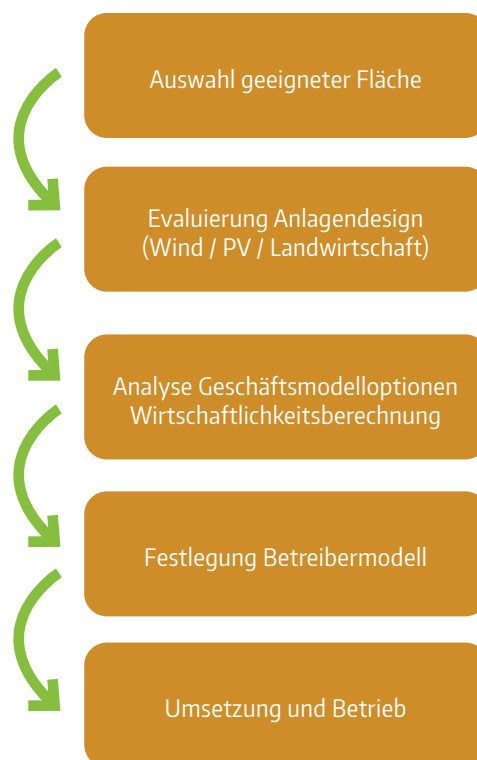 Auswahl geeigneter Fläche
Evaluierung Anlagendesign
(Wind / PV / Landwirtschaft)
Analyse Geschäftsmodelloptionen
Wirtschaftlichkeitsberechnung
Festlegung Betreibermodell
Umsetzung und Betrieb